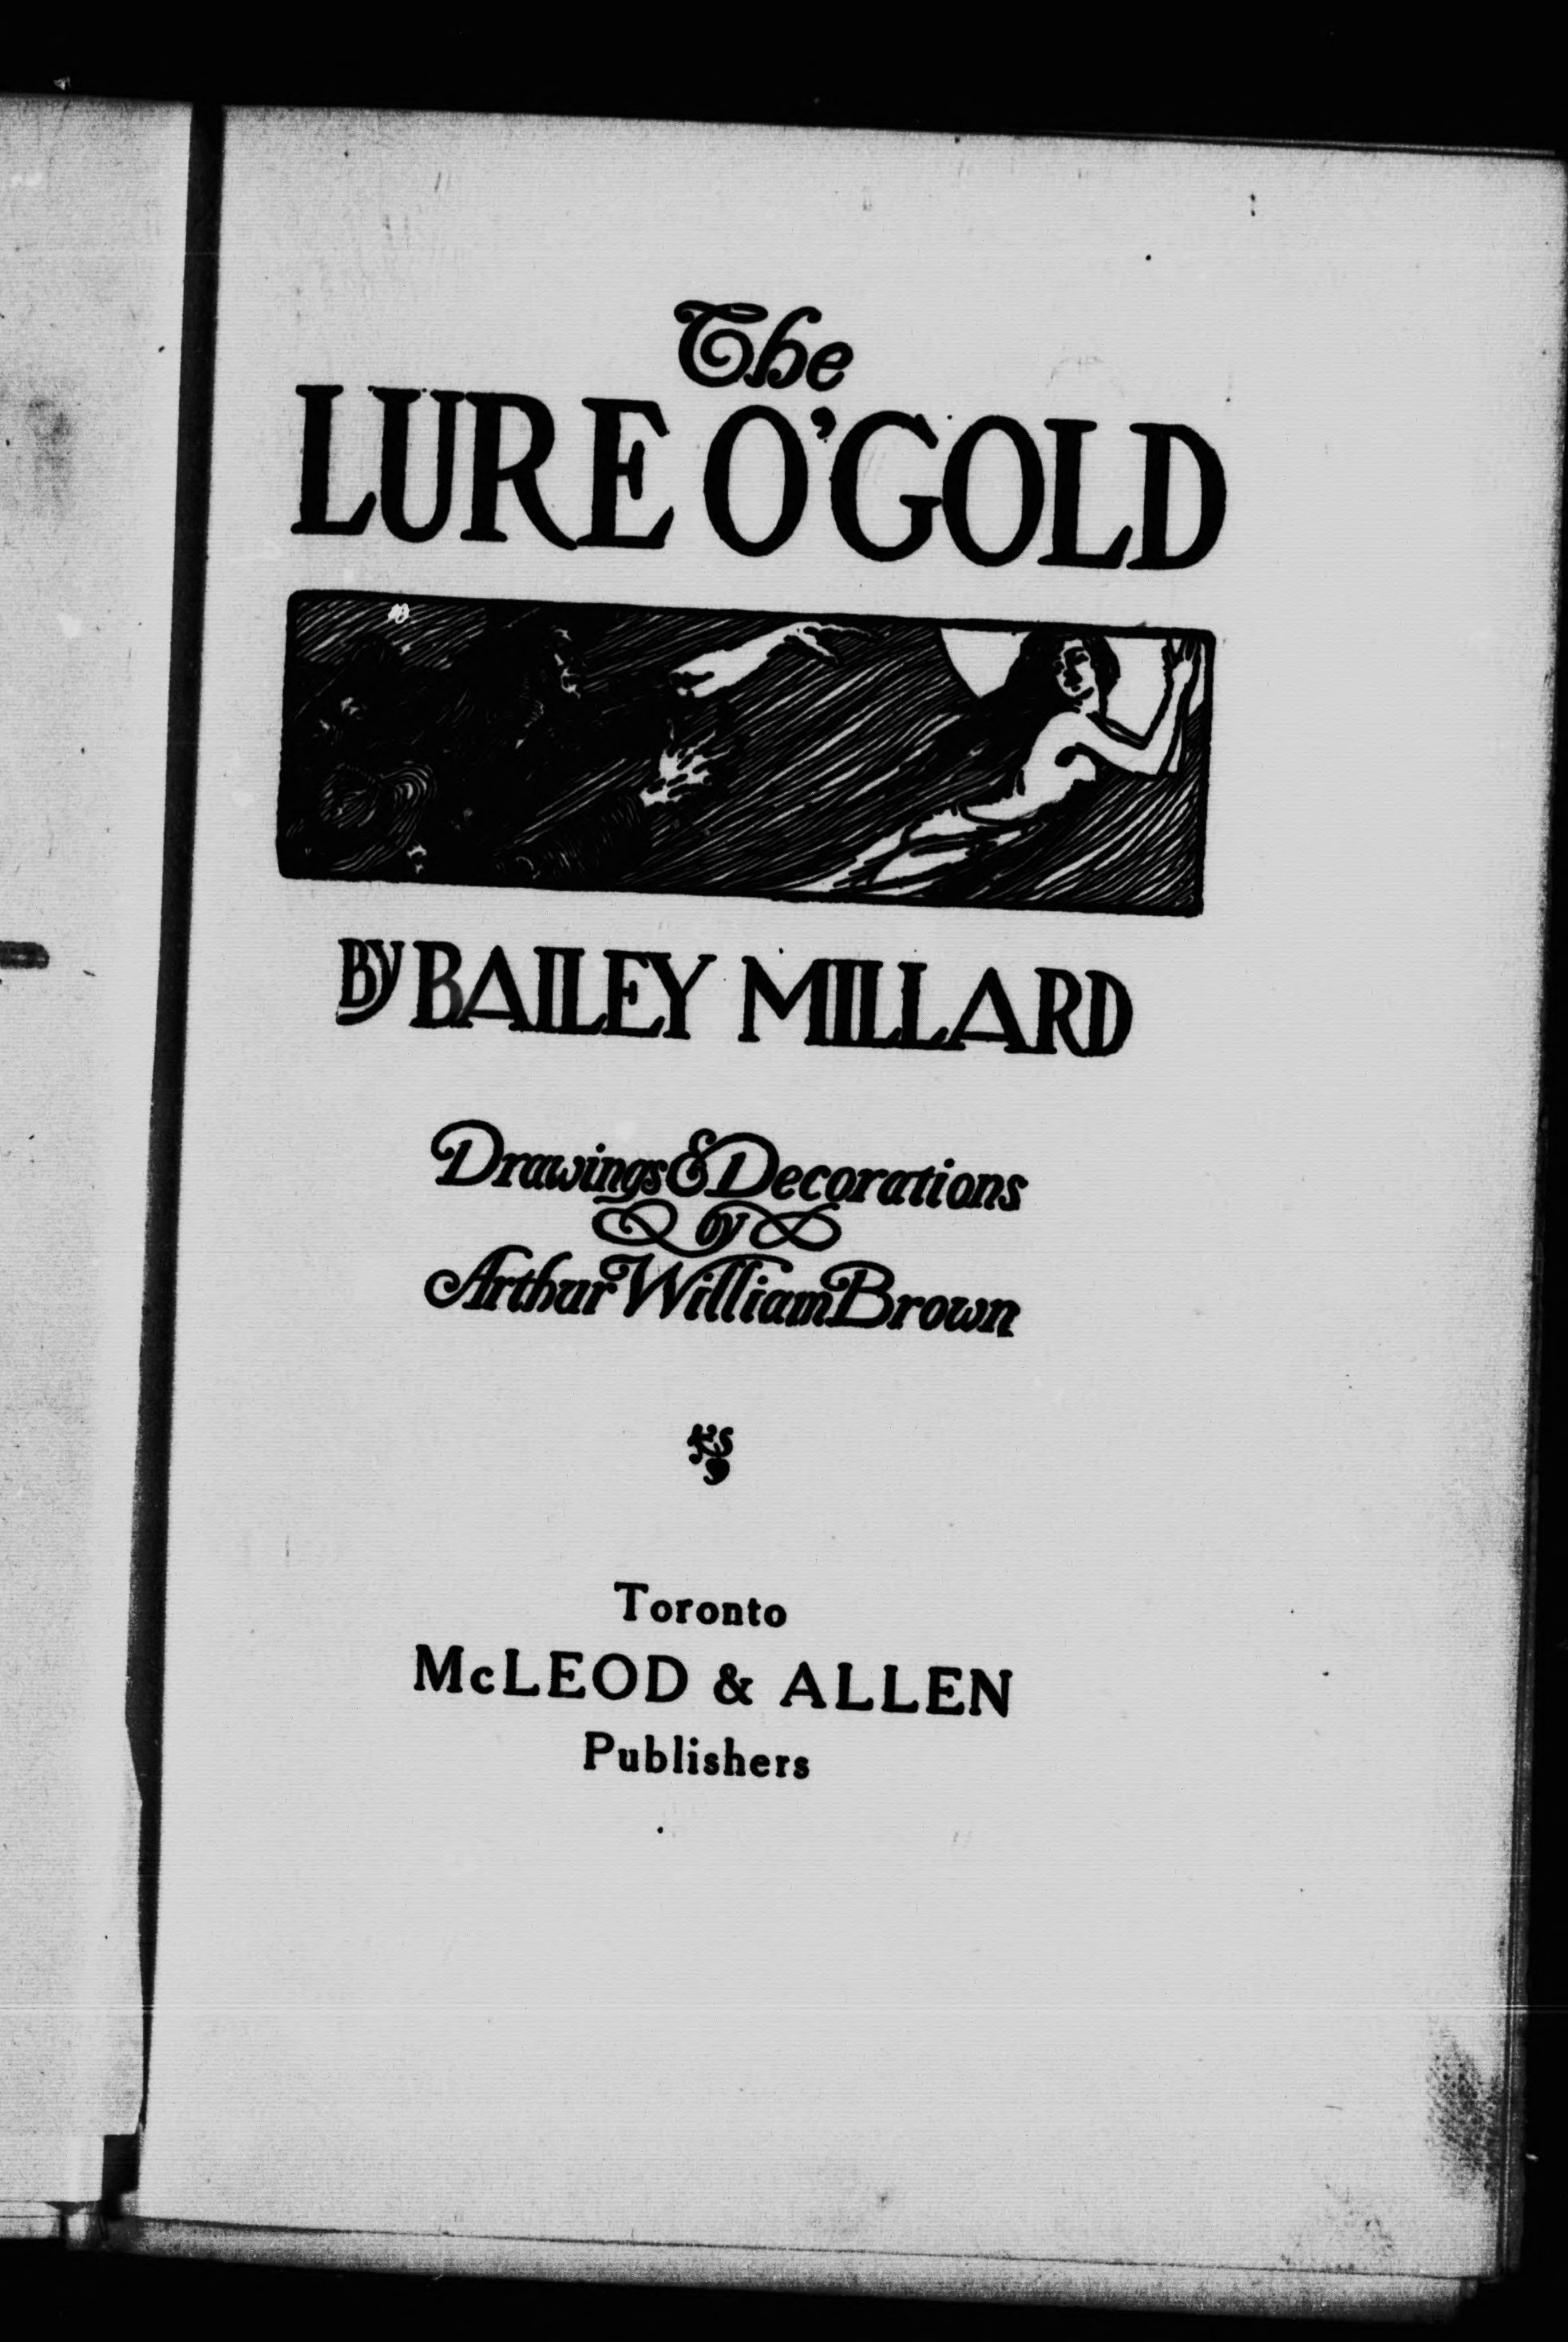 The
LURE O'GOLD
BY BAILEY MILLARD
Drawings & Decorations
by
Arthur William Brown
Toronto
McLEOD & ALLEN
Publishers